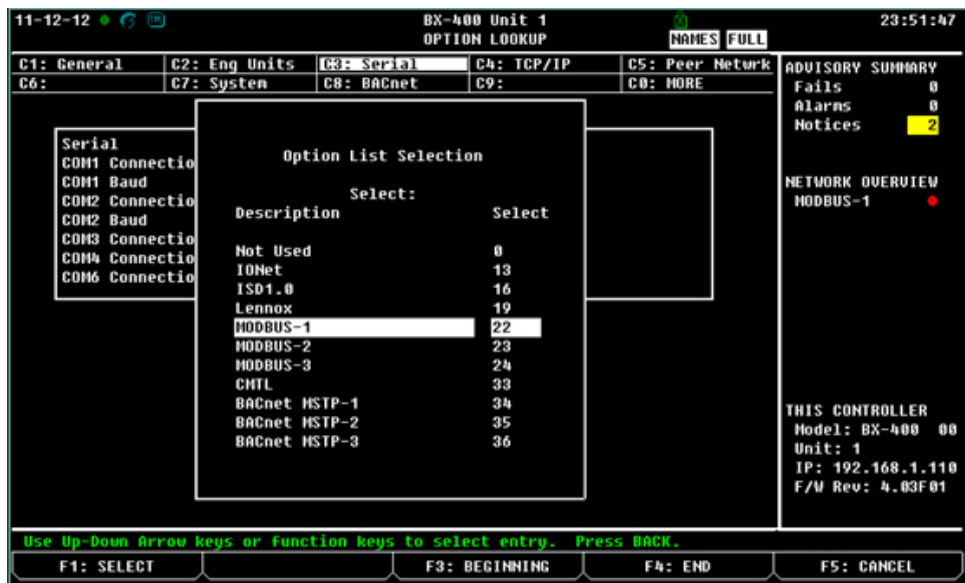 11-12-12 BX-400 Unit 1 23:51:47
OPTION LOOKUP NAMES FULL
C1: General C2: Eng Units C3: Serial C4: TCP/IP C5: Peer Netwrk
C6: C7: System C8: BACnet C9: C0: MORE
ADVISORY SUMMARY
Fails 0
Alarms 0
Notices 2
NETWORK OVERVIEW
MODBUS-1
Serial
COM1 Connectio
COM1 Baud
COM2 Connectio
COM2 Baud
COM3 Connectio
COM4 Connectio
COM6 Connectio
Option List Selection
Select:
Description Select
Not Used 0
IONet 13
ISD1.0 16
Lennox 19
MODBUS-1 22
MODBUS-2 23
MODBUS-3 24
CMTL 33
BACnet MSTP-1 34
BACnet MSTP-2 35
BACnet MSTP-3 36
THIS CONTROLLER
Model: BX-400 00
Unit: 1
IP: 192.168.1.110
F/W Rev: 4.03F01
Use Up-Down Arrow keys or function keys to select entry. Press BACK.
F1: SELECT F3: BEGINNING F4: END F5: CANCEL